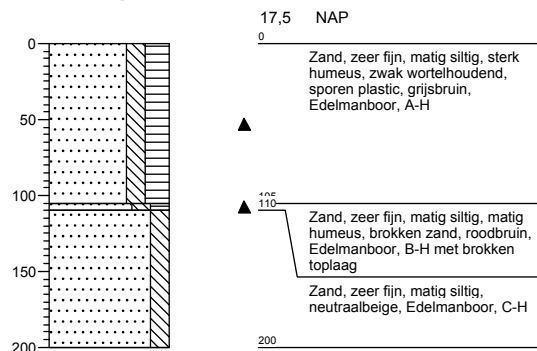 17,5 NAP
0
0
Zand, zeer fijn, matig siltig, sterk
humeus, zwak wortelhoudend,
sporen plastic, grijsbruin,
Edelmanboor, A-H
50
100
105
110
Zand, zeer fijn, matig siltig, matig
humeus, brokken zand, roodbruin,
Edelmanboor, B-H met brokken
toplaag
150
Zand, zeer fijn, matig siltig,
neutraalbeige, Edelmanboor, C-H
200
200